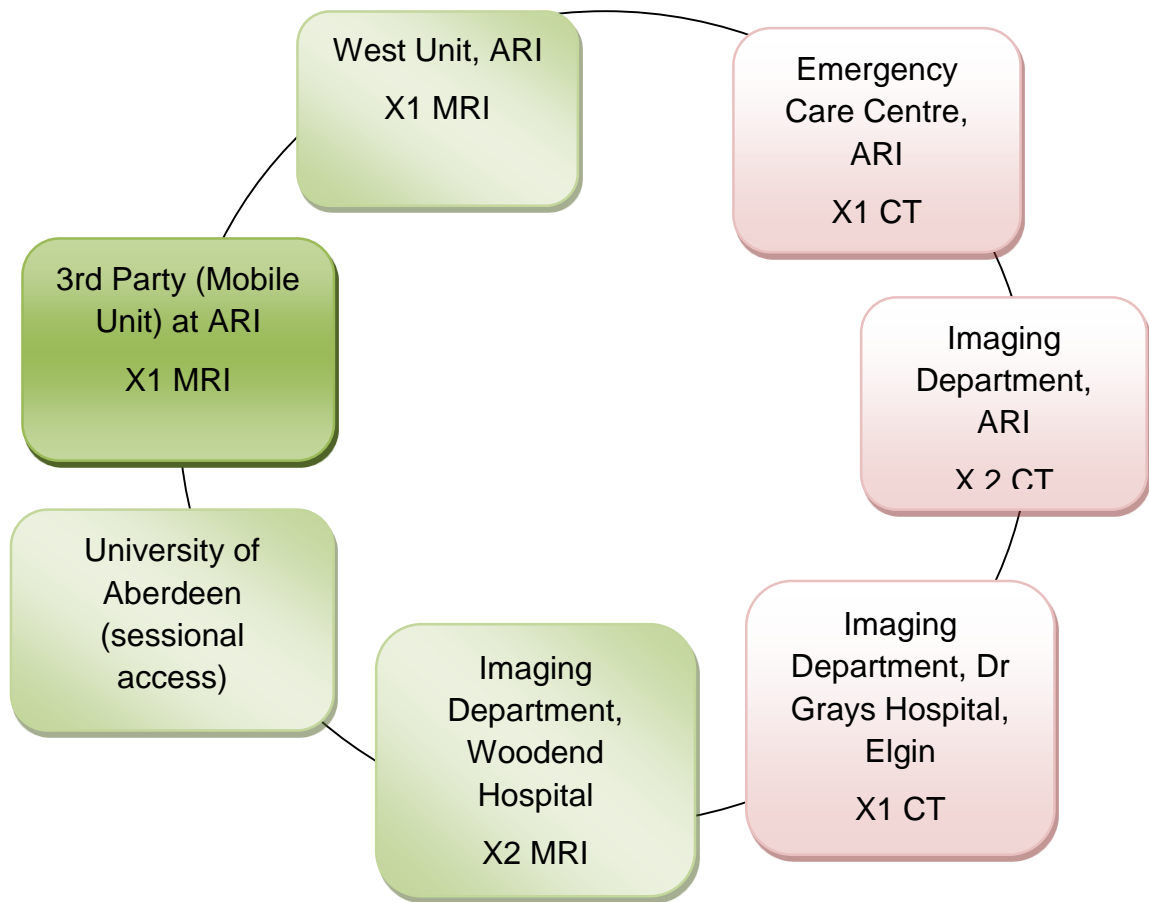 West Unit, ARI
X1 MRI
Emergency
Care Centre,
ARI
X1 CT
Imaging
Department,
ARI
X 2 CT
Imaging
Department, Dr
Grays Hospital,
Elgin
X1 CT
Imaging
Department,
Woodend
Hospital
X2 MRI
University of
Aberdeen
(sessional
access)
3rd Party (Mobile
Unit) at ARI
X1 MRI